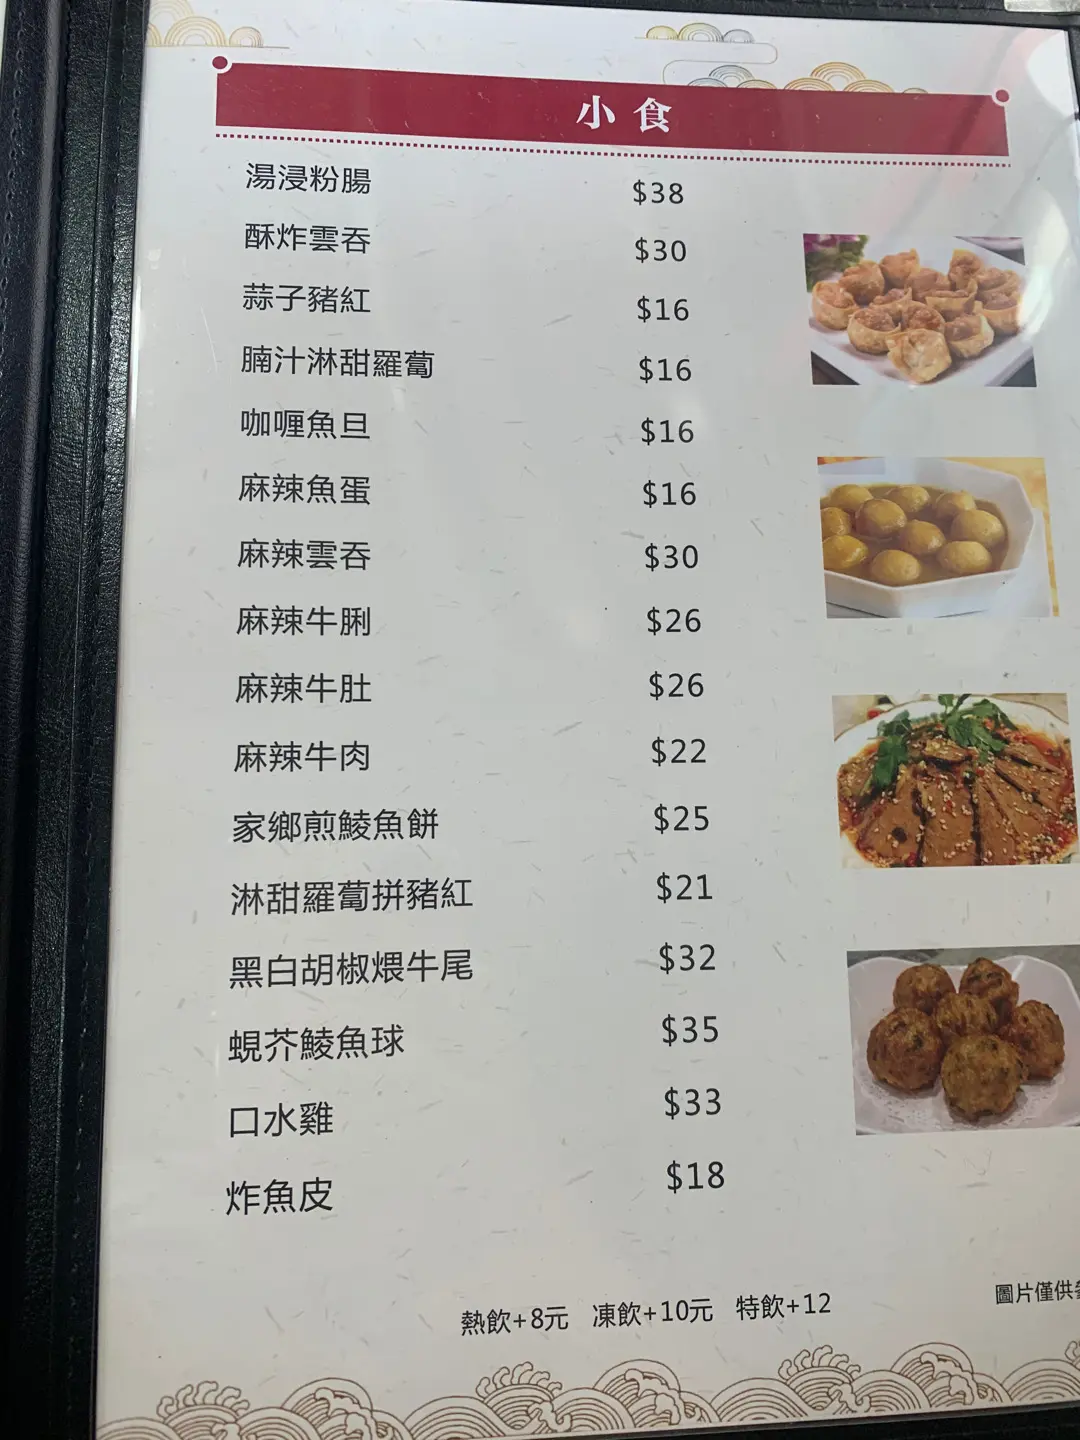 小食
湯浸粉腸 $38
酥炸雲吞 $30
蒜子豬紅 $16
腩汁淋甜羅蔔 $16
咖喱魚旦 $16
麻辣魚蛋 $16
麻辣雲吞 $30
麻辣牛脷 $26
麻辣牛肚 $26
麻辣牛肉 $22
家鄉煎鯪魚餅 $25
淋甜羅蔔拼豬紅 $21
黑白胡椒煨牛尾 $32
蜆芥鯪魚球 $35
口水雞 $33
炸魚皮 $18
圖片僅供
熱飲+8元 凍飲+10元 特飲+12